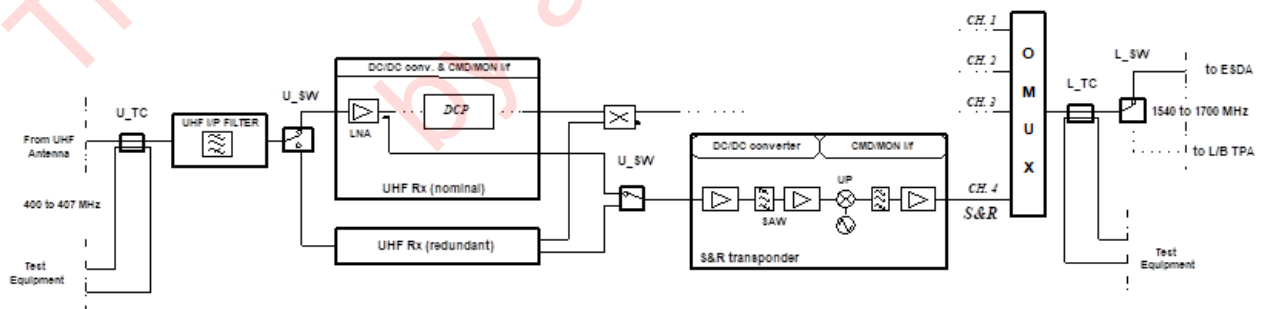 CH. 1
CH. 2
CH. 3
CH. 4
S&R
O
M
U
X
L_SW
L_TC
to ESDA
1540 to 1700 MHz
to L/B TPA
Test
Equipment
DC/DC conv. & CMD/MON I/f
DCP
LNA
UHF Rx (nominal)
U_SW
U_TC
UHF I/P FILTER
From UHF
Antenna
400 to 407 MHz
Test
Equipment
UHF Rx (redundant)
U_SW
DC/DC converter
CMD/MON I/f
UP
SAW
S&R transponder
by a